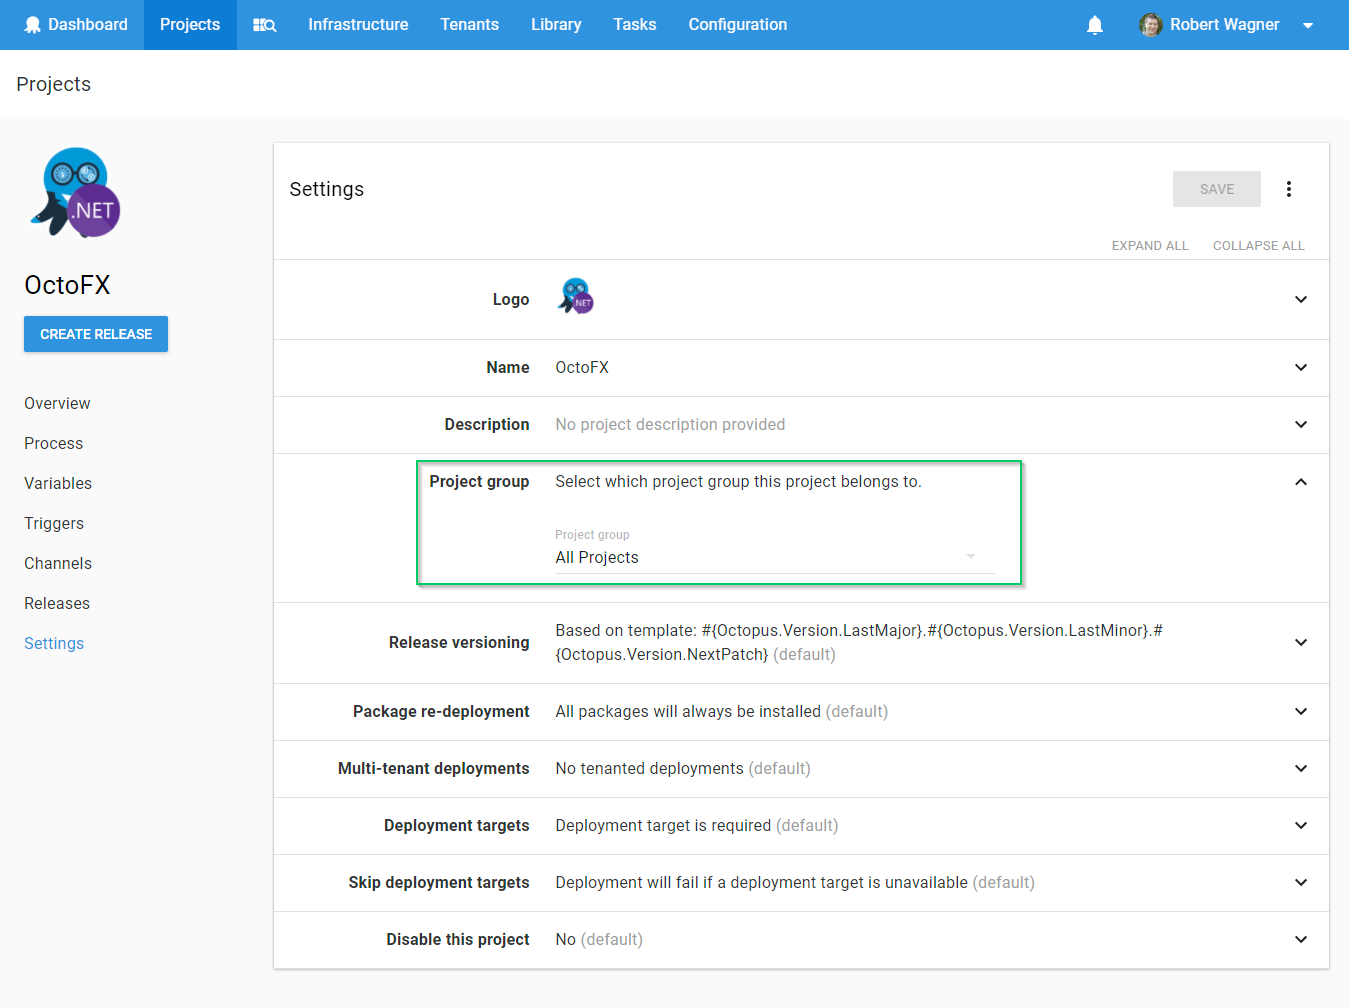 Dashboard
Projects
Infrastructure
Tenants
Library
Tasks
Configuration
Robert Wagner
Projects
.NET
OctoFX
CREATE RELEASE
Overview
Process
Variables
Triggers
Channels
Releases
Settings
Settings
SAVE
EXPAND ALL
COLLAPSE ALL
Logo
.NET
Name
OctoFX
Description
No project description provided
Project group
Select which project group this project belongs to.
Project group
All Projects
Release versioning
Based on template: #{Octopus.Version.LastMajor}.#{Octopus.Version.LastMinor}.#
{Octopus.Version.NextPatch} (default)
Package re-deployment
All packages will always be installed (default)
Multi-tenant deployments
No tenanted deployments (default)
Deployment targets
Deployment target is required (default)
Skip deployment targets
Deployment will fail if a deployment target is unavailable (default)
Disable this project
No (default)